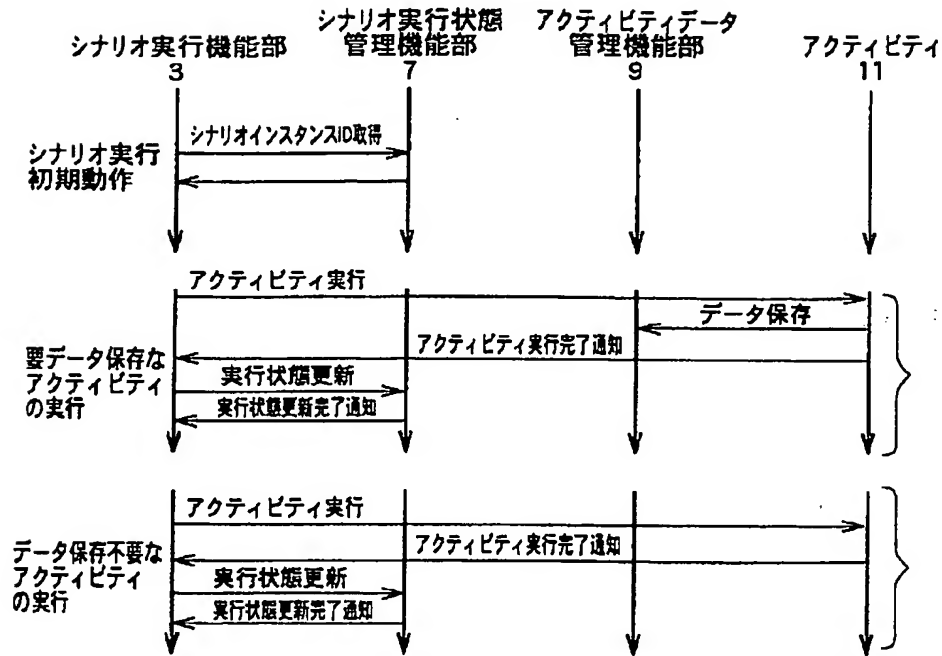 シナリオ実行機能部
3
シナリオ実行状態
管理機能部
7
アクティビティデータ
管理機能部
9
アクティビティ
11
シナリオ実行
初期動作
シナリオインスタンスID取得
要データ保存な
アクティビティ
の実行
アクティビティ実行
データ保存
アクティビティ実行完了通知
実行状態更新
実行状態更新完了通知
データ保存不要な
アクティビティ
の実行
アクティビティ実行
アクティビティ実行完了通知
実行状態更新
実行状態更新完了通知